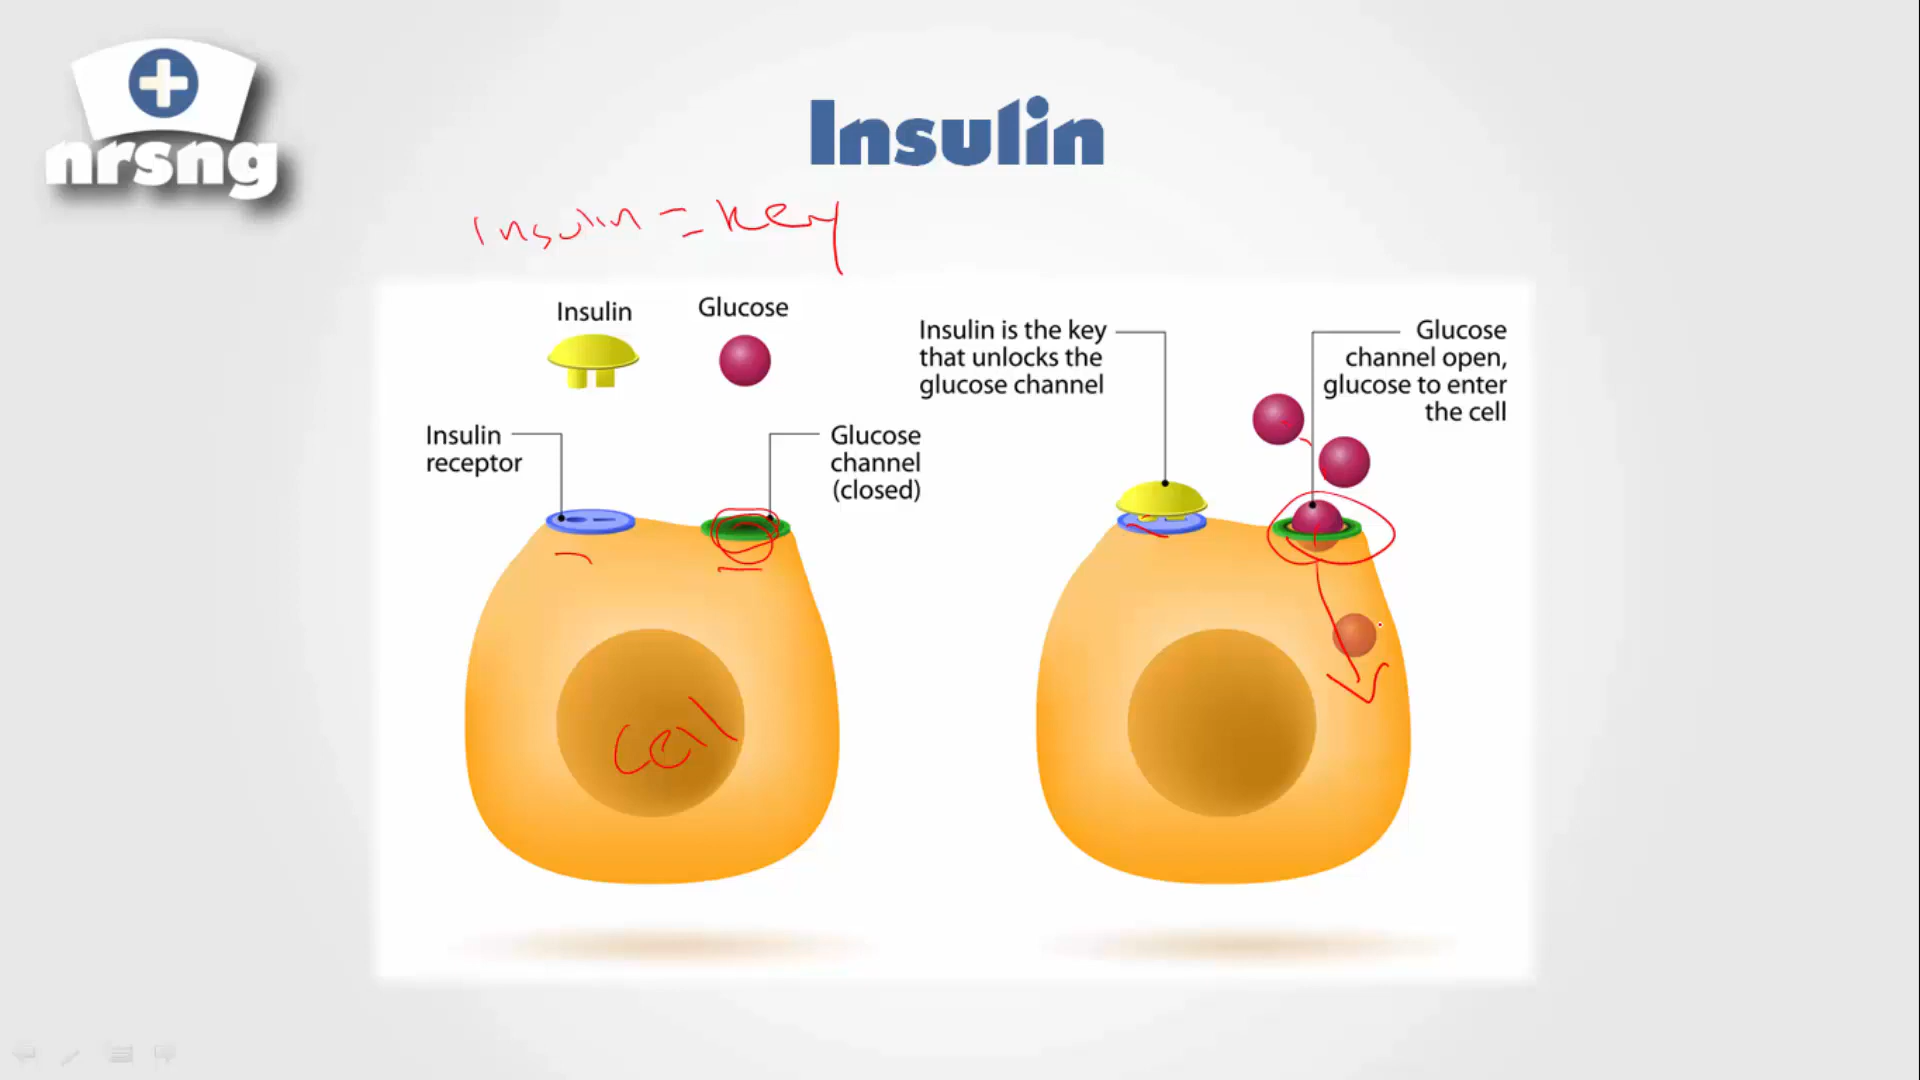 nrsng
Insulin
Insulin = key
Insulin
Glucose
Insulin
receptor
Glucose
channel
(closed)
Insulin is the key
that unlocks the
glucose channel
Glucose
channel open,
glucose to enter
the cell
Cell